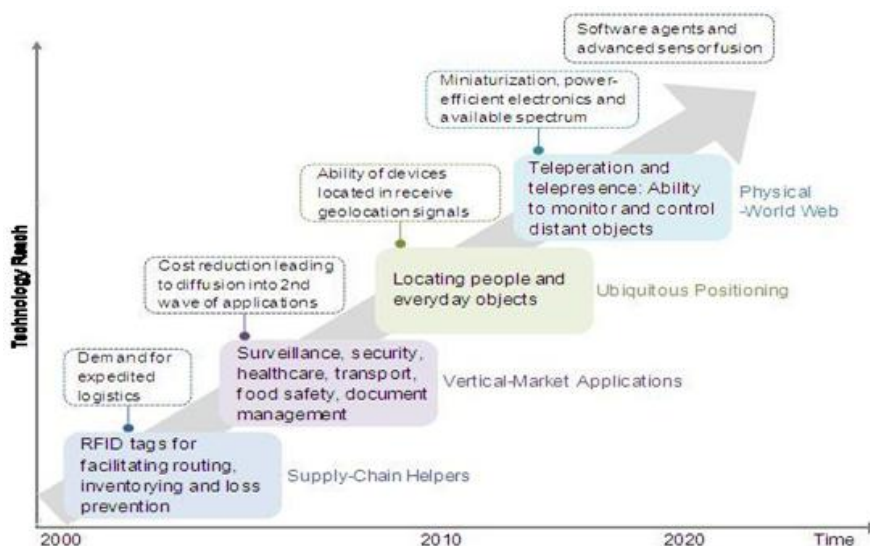 Software agents and
advanced sensor fusion
Miniaturization, power-
efficient electronics and
available spectrum
Teleperation and
telepresence: Ability
to monitor and control
distant objects
Physical
-World Web
Ability of devices
located in receive
geolocation signals
Locating people and
everyday objects
Ubiquitous Positioning
Cost reduction leading
to diffusion into 2nd
wave of applications
Surveillance, security,
healthcare, transport,
food safety, document
management
Vertical-Market Applications
Demand for
expedited
logistics
RFID tags for
facilitating routing,
inventorying and loss
prevention
Supply-Chain Helpers
Technology Reach
2000
2010
2020
Time